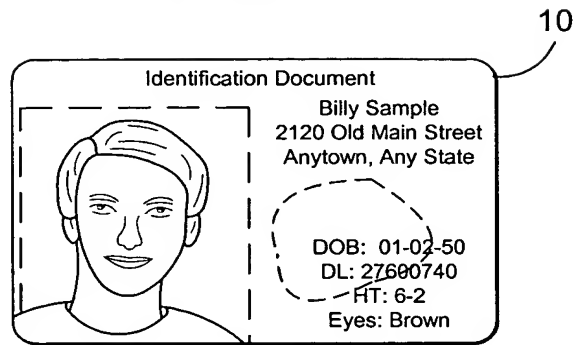 10
Identification Document
Billy Sample
2120 Old Main Street
Anytown, Any State
DOB: 01-02-50
DL: 27600740
HT: 6-2
Eyes: Brown